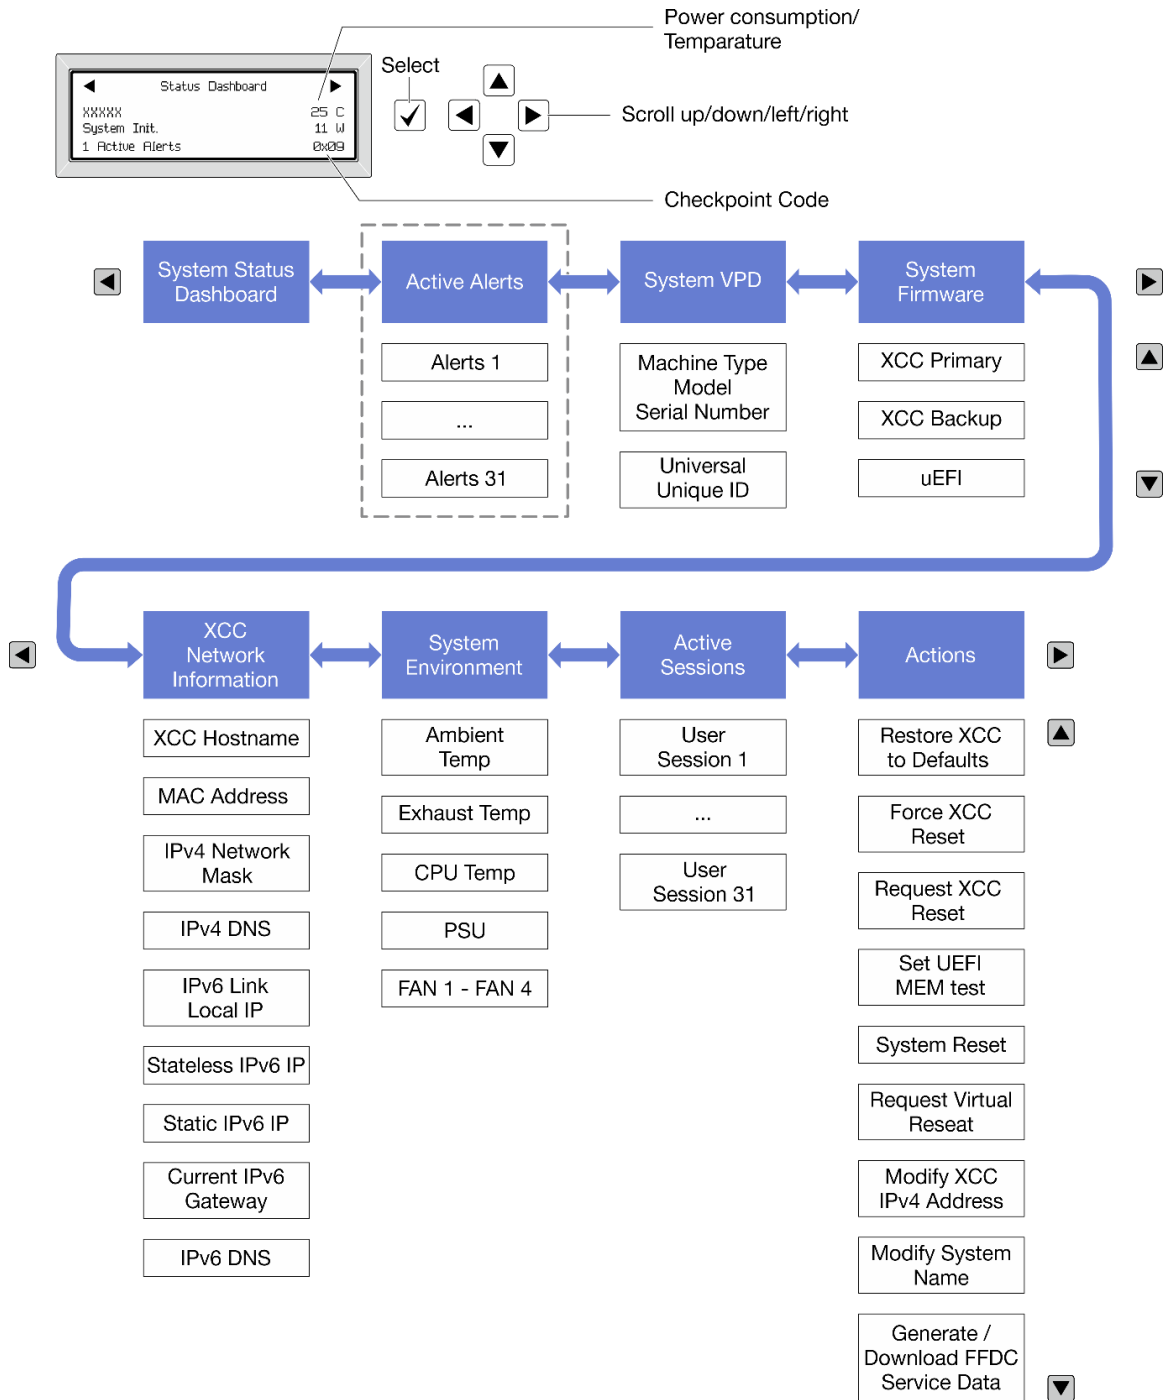 Power consumption/
Temparature
Status Dashboard
XXXXX 25 C
System Init. 11 W
1 Active Alerts 0x09
Select
Scroll up/down/left/right
Checkpoint Code
System Status
Dashboard
Active Alerts
System VPD
System
Firmware
Alerts 1
...
Alerts 31
Machine Type
Model
Serial Number
Universal
Unique ID
XCC Primary
XCC Backup
uEFI
XCC
Network
Information
System
Environment
Active
Sessions
Actions
XCC Hostname
MAC Address
IPv4 Network
Mask
IPv4 DNS
IPv6 Link
Local IP
Stateless IPv6 IP
Static IPv6 IP
Current IPv6
Gateway
IPv6 DNS
Ambient
Temp
Exhaust Temp
CPU Temp
PSU
FAN 1 - FAN 4
User
Session 1
...
User
Session 31
Restore XCC
to Defaults
Force XCC
Reset
Request XCC
Reset
Set UEFI
MEM test
System Reset
Request Virtual
Reseat
Modify XCC
IPv4 Address
Modify System
Name
Generate /
Download FFDC
Service Data